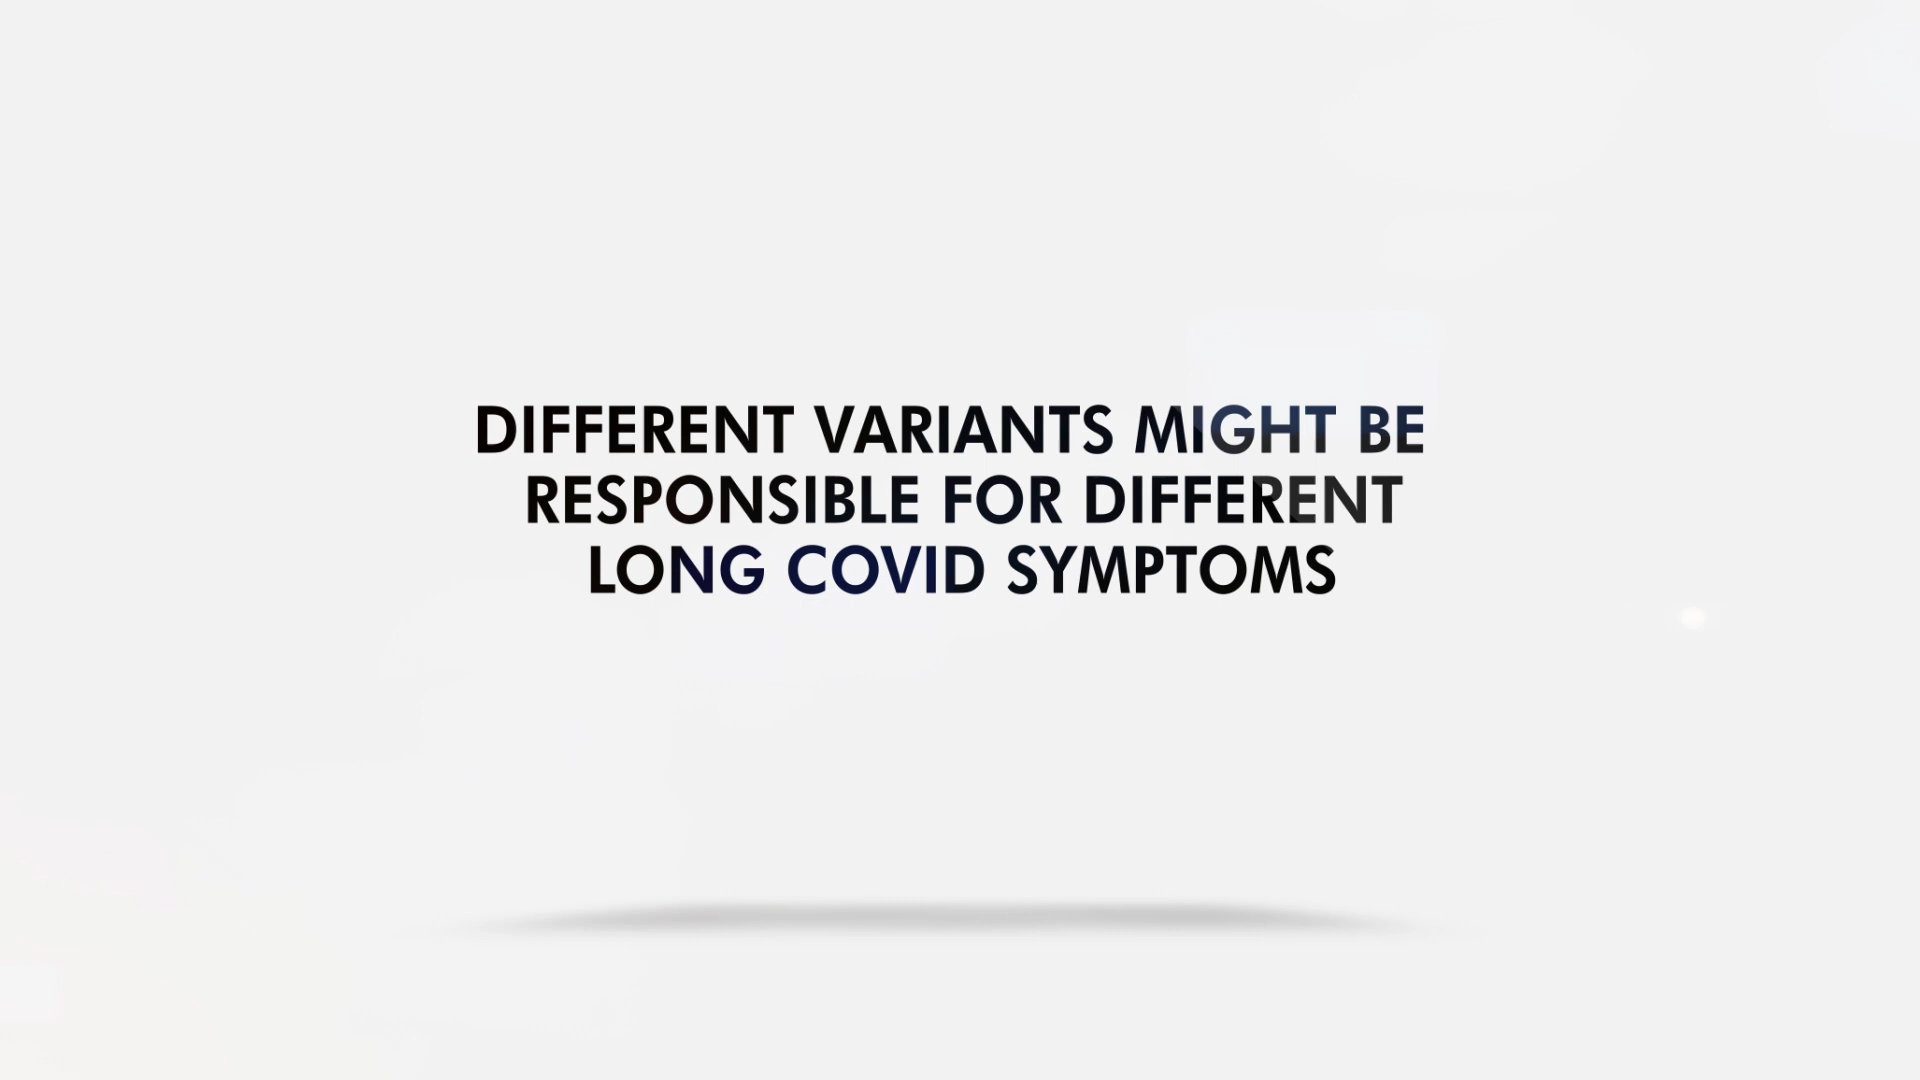 DIFFERENT VARIANTS MIGHT BE
RESPONSIBLE FOR DIFFERENT
LONG COVID SYMPTOMS